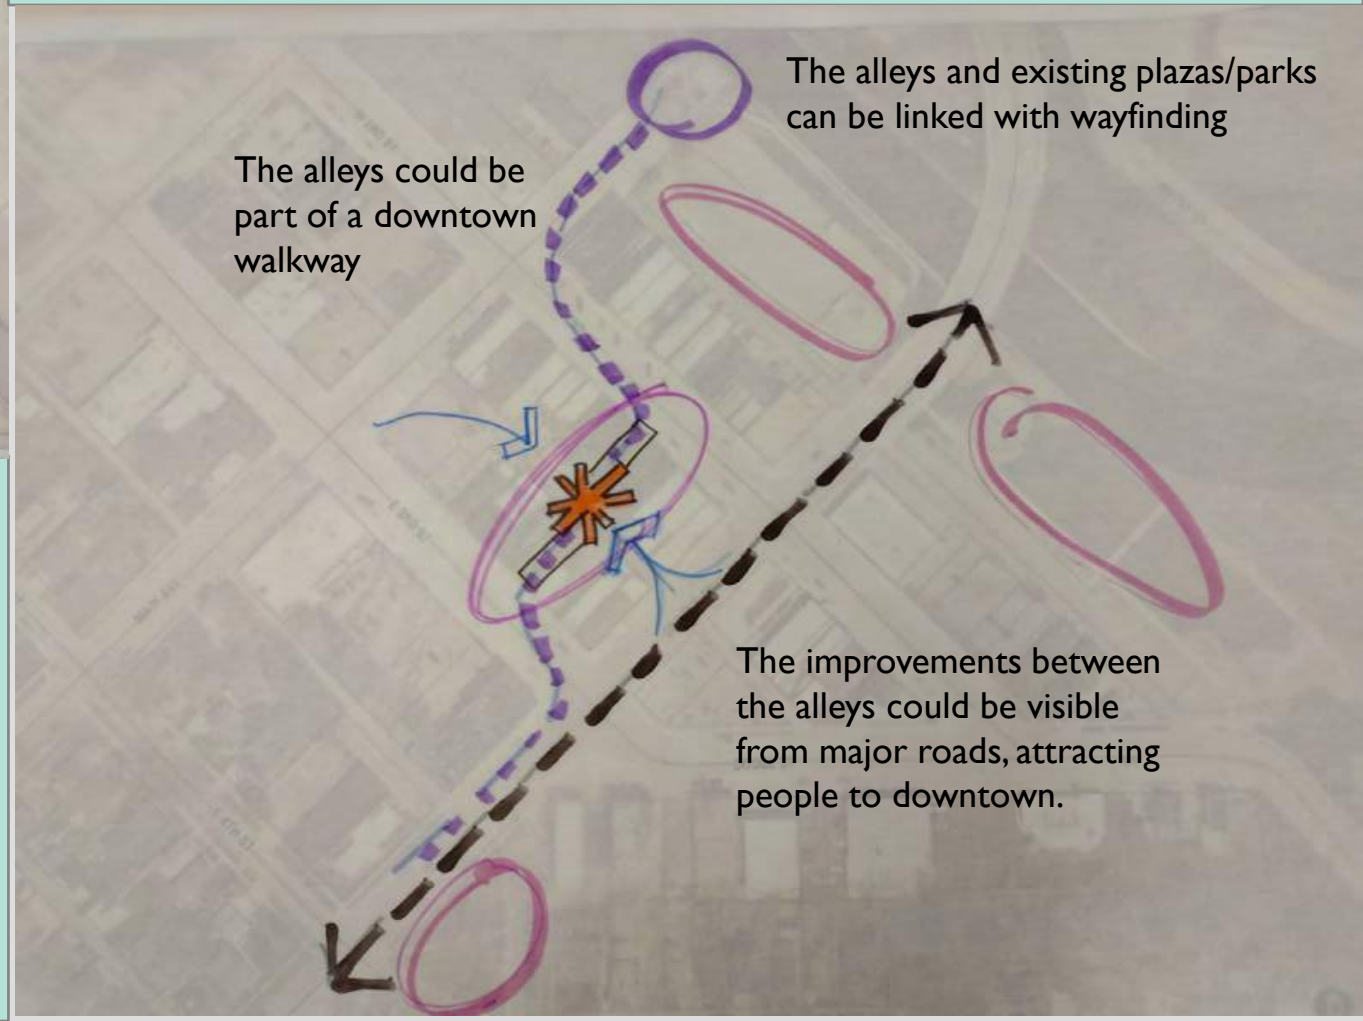 The alleys and existing plazas/parks
can be linked with wayfinding
The alleys could be
part of a downtown
walkway
The improvements between
the alleys could be visible
from major roads, attracting
people to downtown.